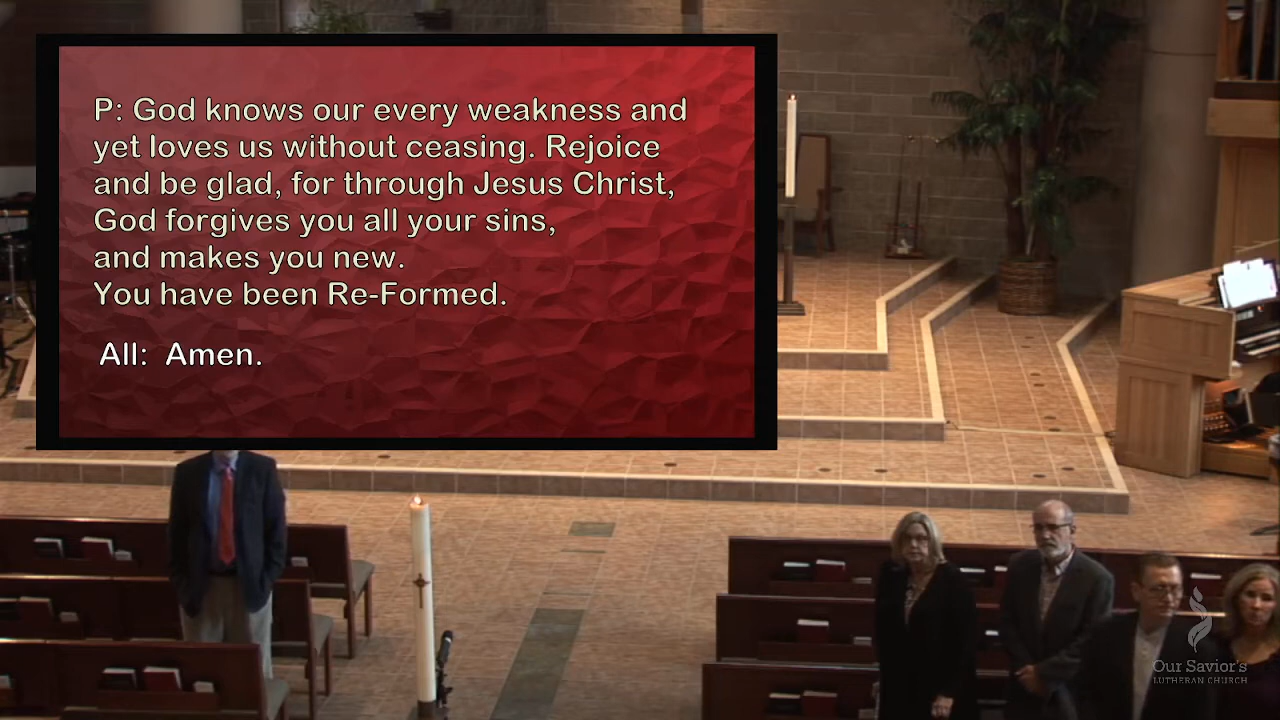 P: God knows our every weakness and
yet loves us without ceasing. Rejoice
and be glad, for through Jesus Christ,
God forgives you all your sins,
and makes you new.
You have been Re-Formed.
All: Amen.
Our Savior's
LUTHERAN CHURCH